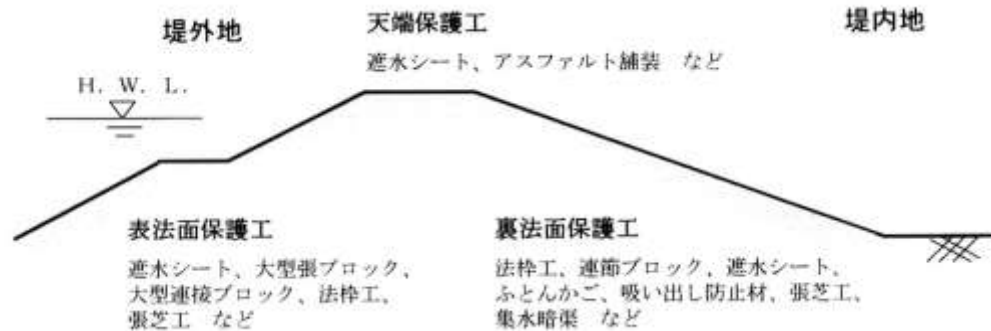 堤外地
天端保護工
堤内地
遮水シート、アスファルト舗装 など
H. W. L.
表法面保護工
遮水シート、大型張ブロック、
大型連接ブロック、法枠工、
張芝工 など
裏法面保護工
法枠工、連節ブロック、遮水シート、
ふとんかご、吸い出し防止材、張芝工、
集水暗渠 など